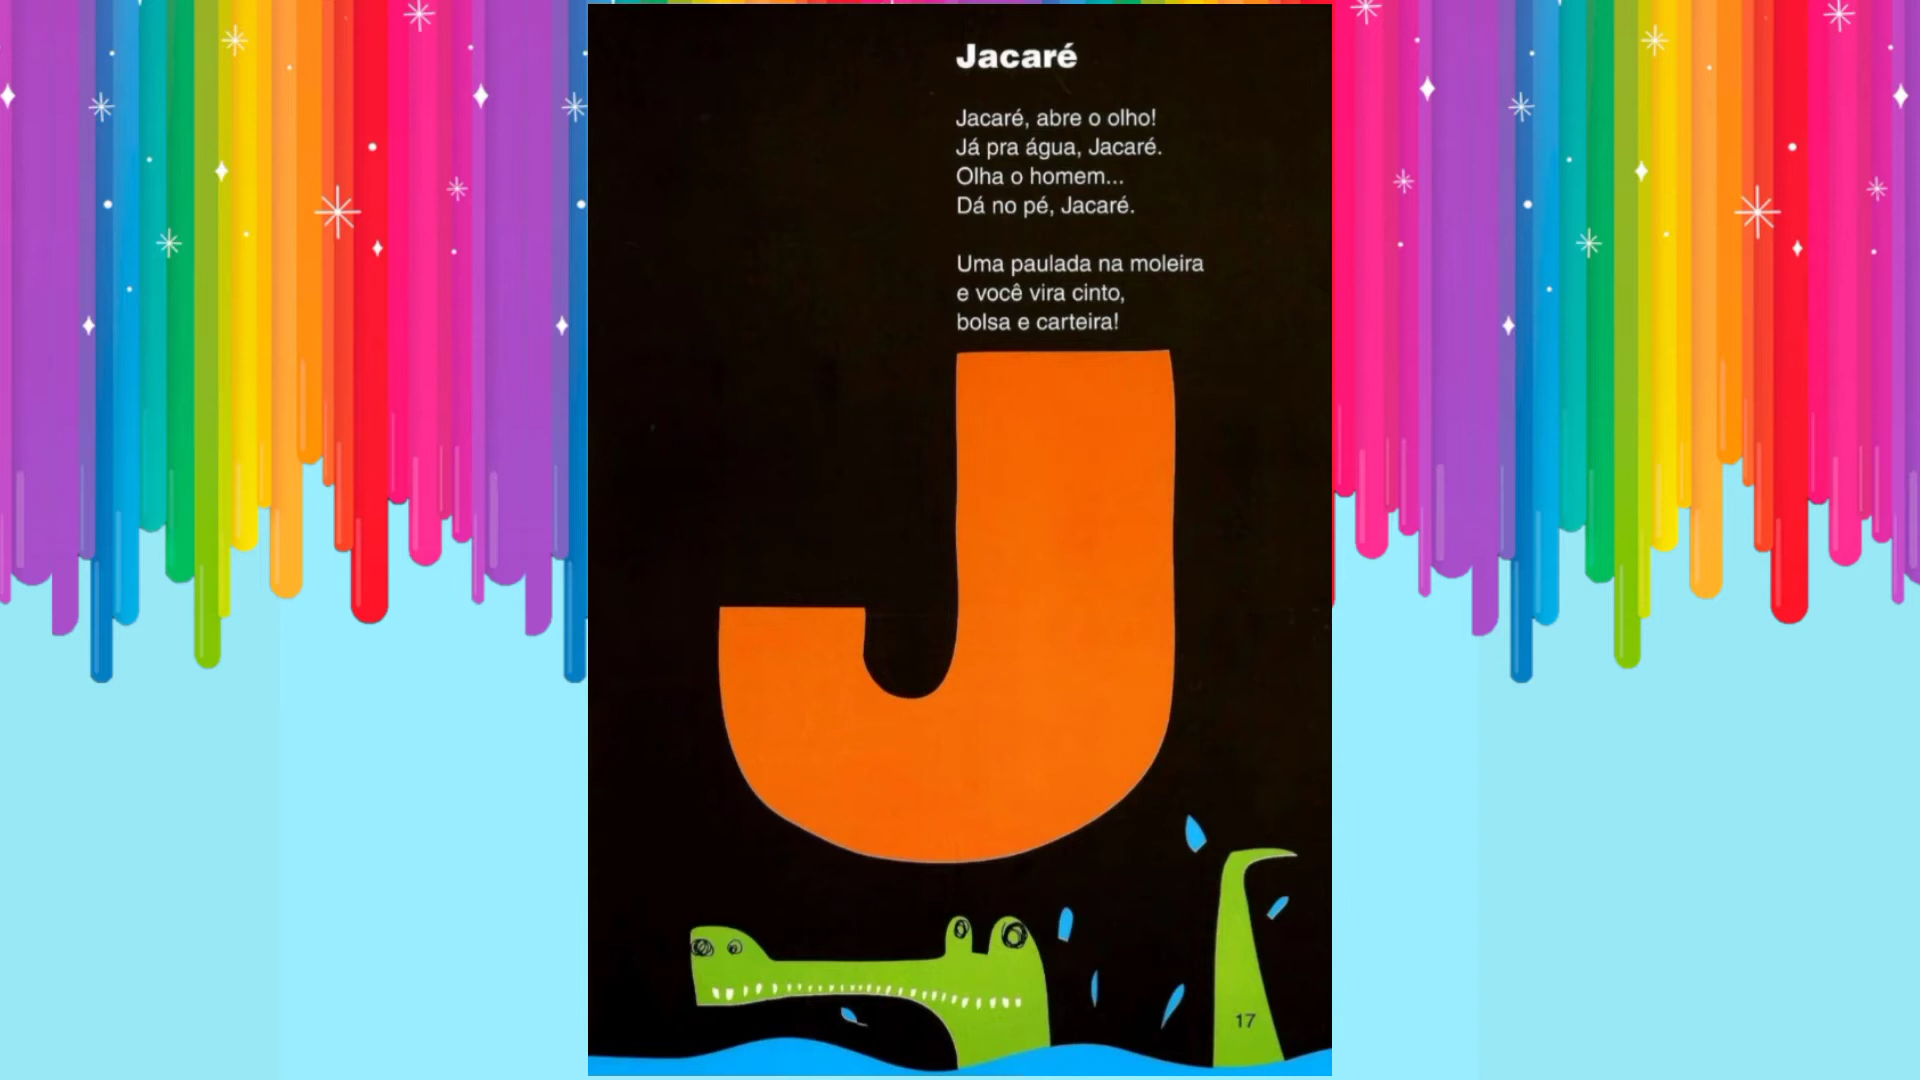 Jacaré
Jacaré, abre o olho!
Já pra água, Jacaré.
Olha o homem...
Dá no pé, Jacaré.
Uma paulada na moleira
e você vira cinto,
bolsa e carteira!
J
17